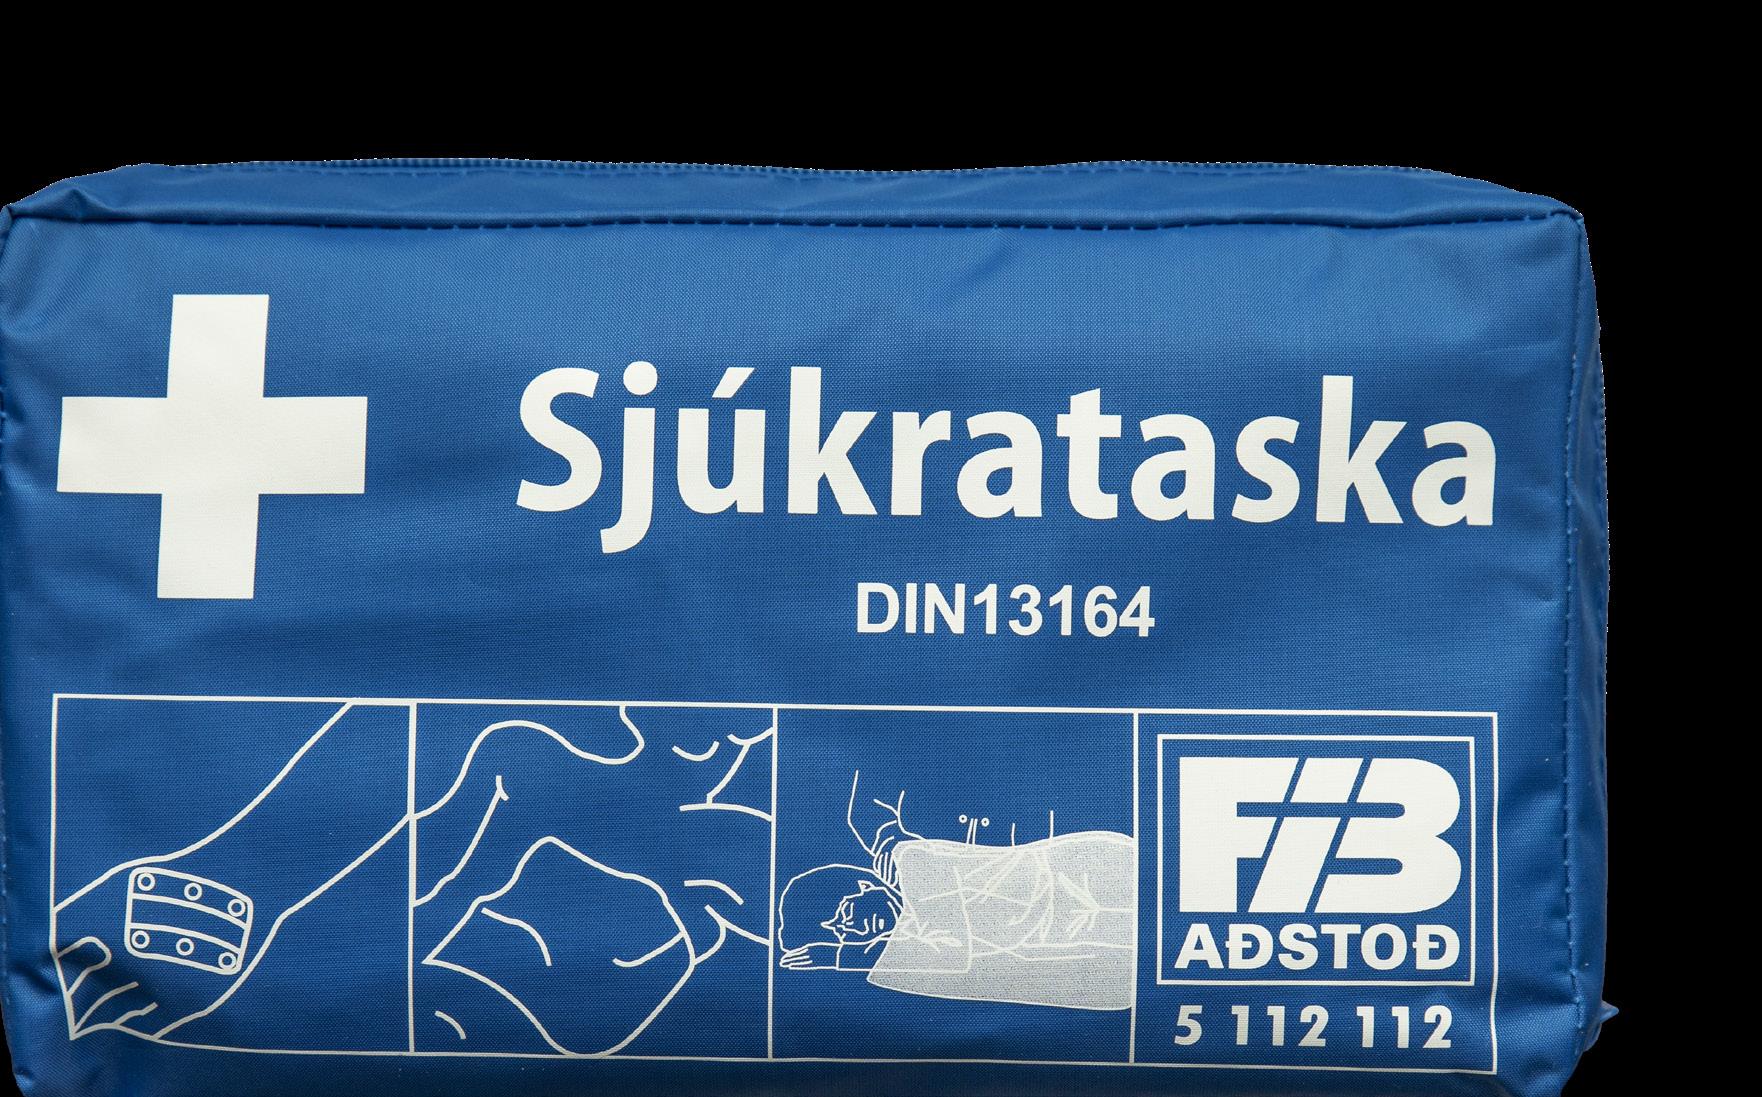 Sjúkrataska
DIN13164
FÍB
AÐSTOÐ
5 112 112